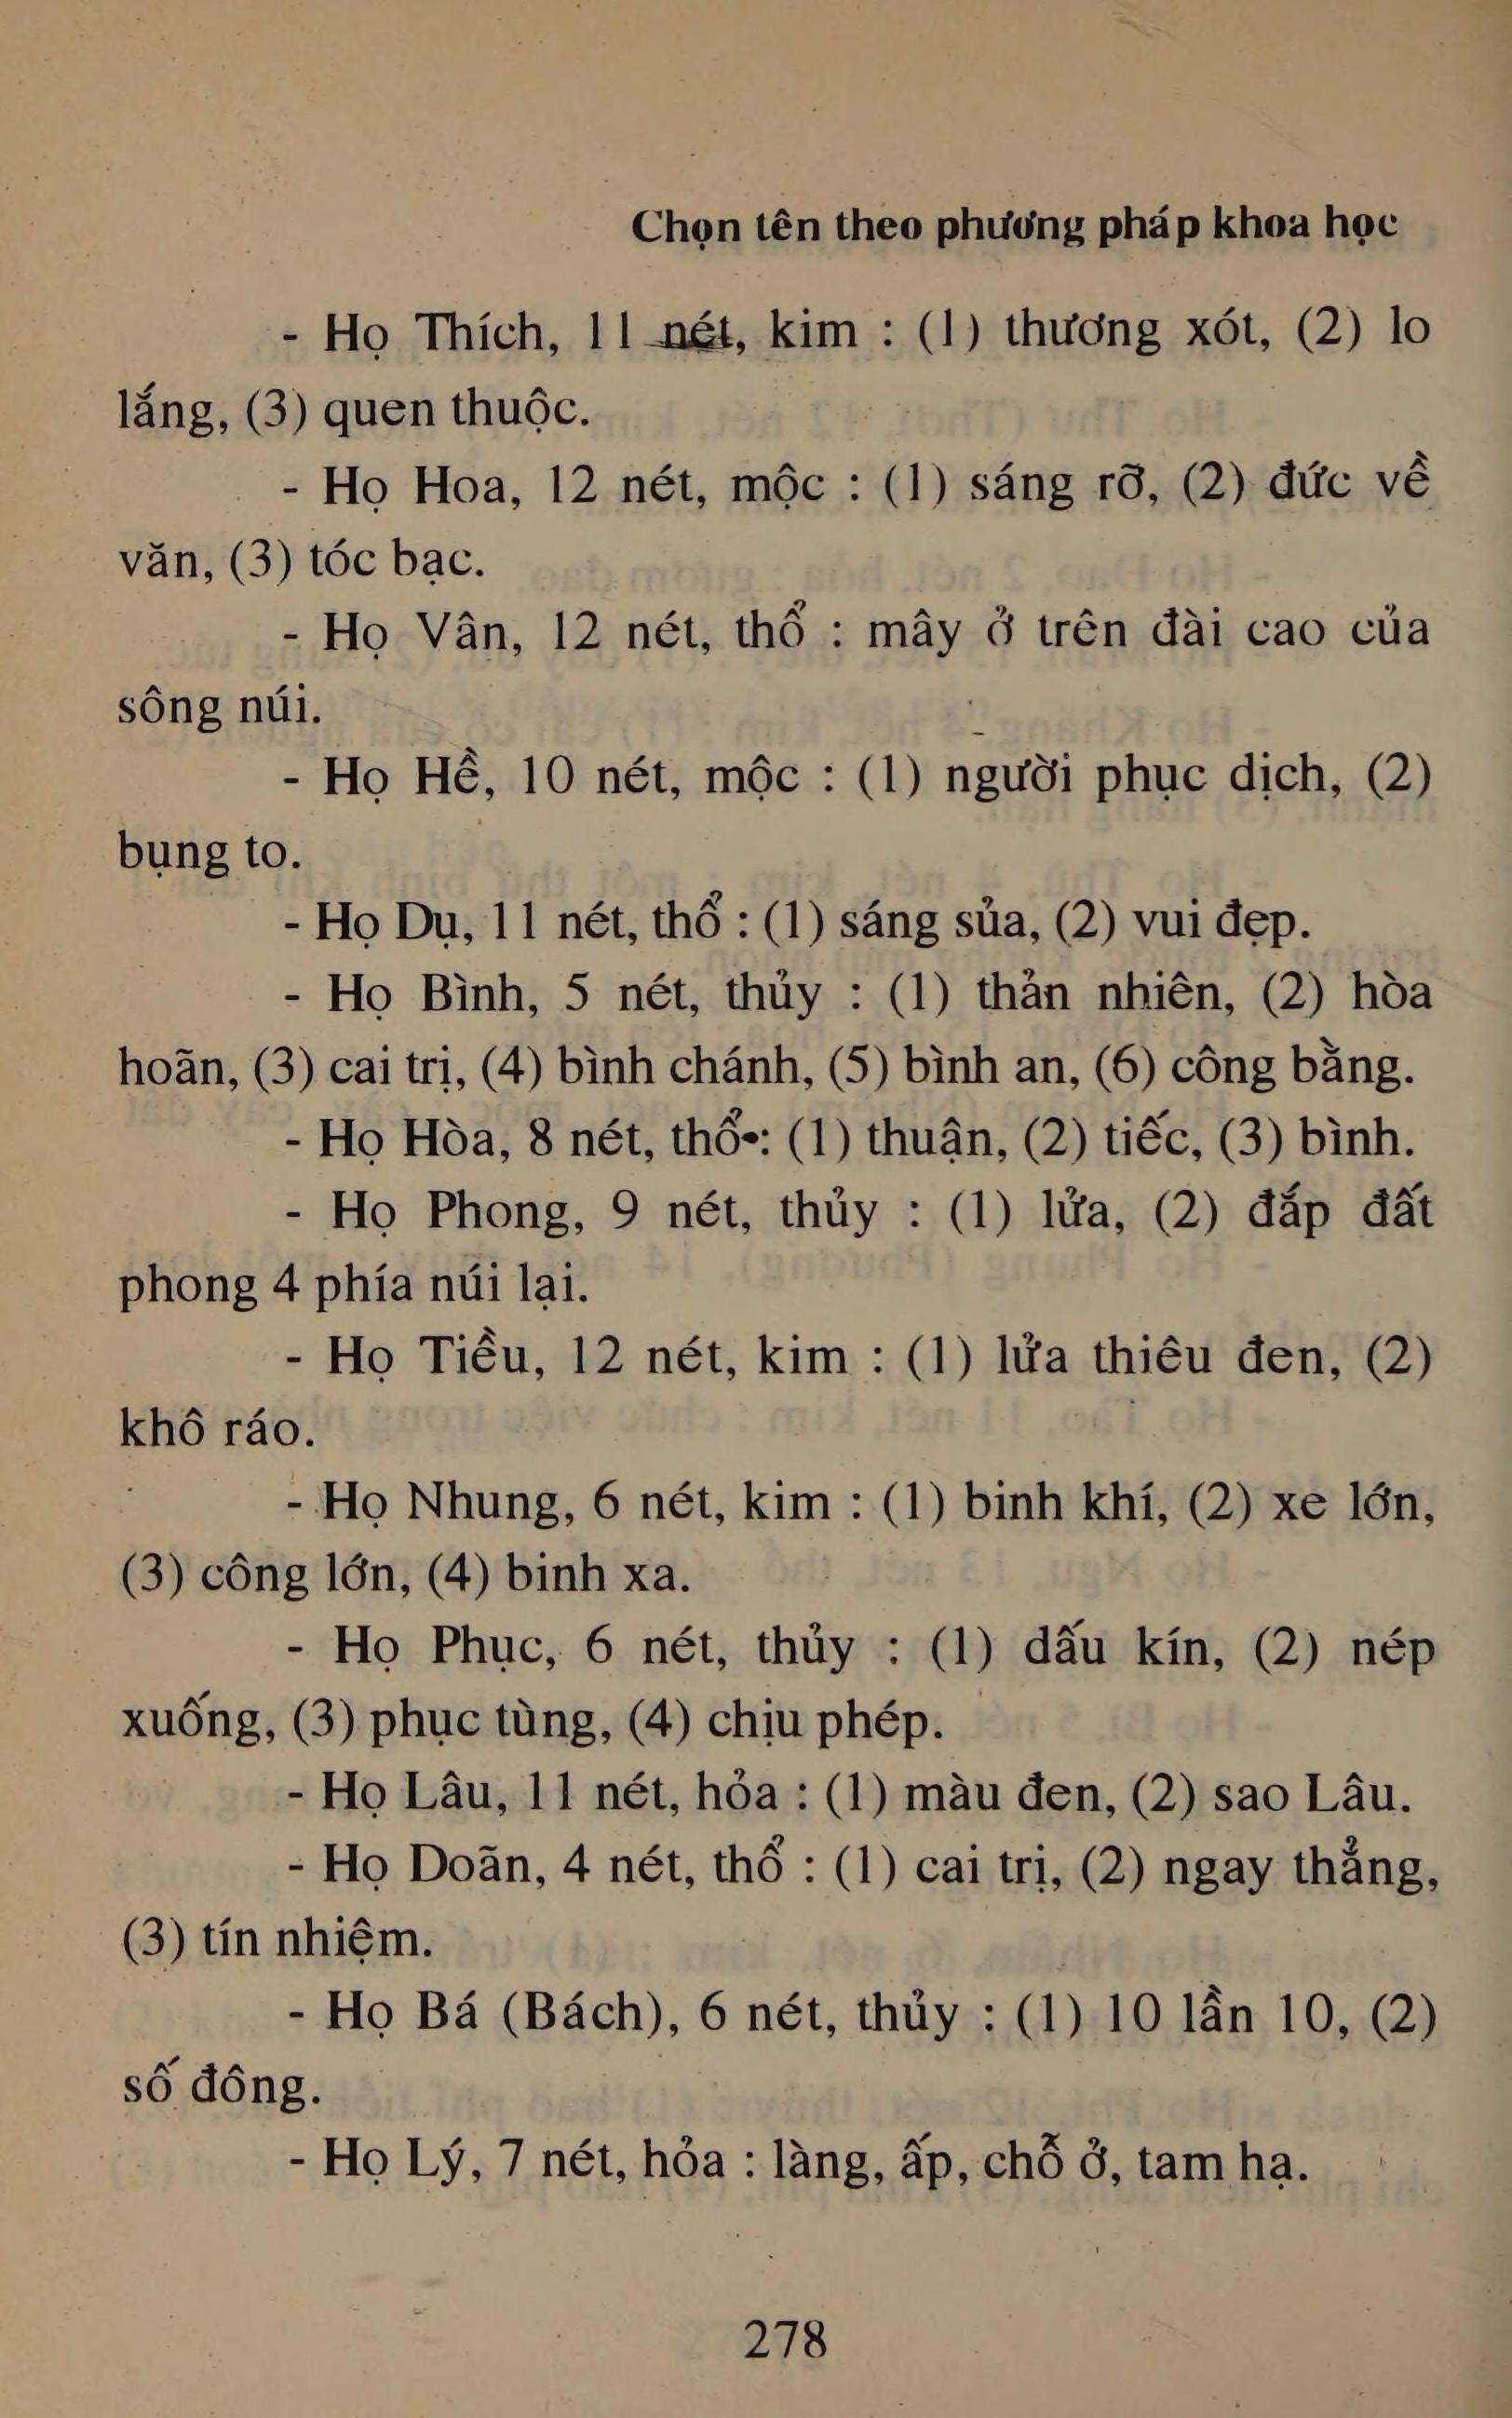 Chọn tên theo phương pháp khoa học
- Họ Thích, 11 nét, kim : (1) thương xót, (2) lo
lắng, (3) quen thuộc.
- Họ Hoa, 12 nét, mộc : (1) sáng rỡ, (2) đức về
văn, (3) tóc bạc.
- Họ Vân, 12 nét, thổ : mây ở trên đài cao của
sông núi.
- Họ Hề, 10 nét, mộc : (1) người phục dịch, (2)
bụng to.
- Họ Dụ, 11 nét, thổ : (1) sáng sủa, (2) vui đẹp.
- Họ Bình, 5 nét, thủy : (1) thản nhiên, (2) hòa
hoãn, (3) cai trị, (4) bình chánh, (5) bình an, (6) công bằng.
- Họ Hòa, 8 nét, thổ : (1) thuận, (2) tiếc, (3) bình.
- Họ Phong, 9 nét, thủy : (1) lửa, (2) đắp đất
phong 4 phía núi lại.
- Họ Tiều, 12 nét, kim : (1) lửa thiêu đen, (2)
khô ráo.
- Họ Nhung, 6 nét, kim : (1) binh khí, (2) xe lớn,
(3) công lớn, (4) binh xa.
- Họ Phục, 6 nét, thủy : (1) dấu kín, (2) nép
xuống, (3) phục tùng, (4) chịu phép.
- Họ Lâu, 11 nét, hỏa : (1) màu đen, (2) sao Lâu.
- Họ Doãn, 4 nét, thổ : (1) cai trị, (2) ngay thẳng,
(3) tín nhiệm.
- Họ Bá (Bách), 6 nét, thủy : (1) 10 lần 10, (2)
số đông.
- Họ Lý, 7 nét, hỏa : làng, ấp, chỗ ở, tam hạ.
278